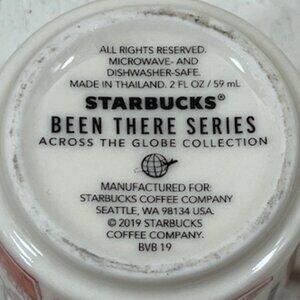 ALL RIGHTS RESERVED.
MICROWAVE- AND
DISHWASHER-SAFE.
MADE IN THAILAND. 2 FL OZ / 59 mL
STARBUCKS®
BEEN THERE SERIES
ACROSS THE GLOBE COLLECTION
MANUFACTURED FOR:
STARBUCKS COFFEE COMPANY
SEATTLE, WA 98134 USA.
© 2019 STARBUCKS
COFFEE COMPANY.
BVB 19